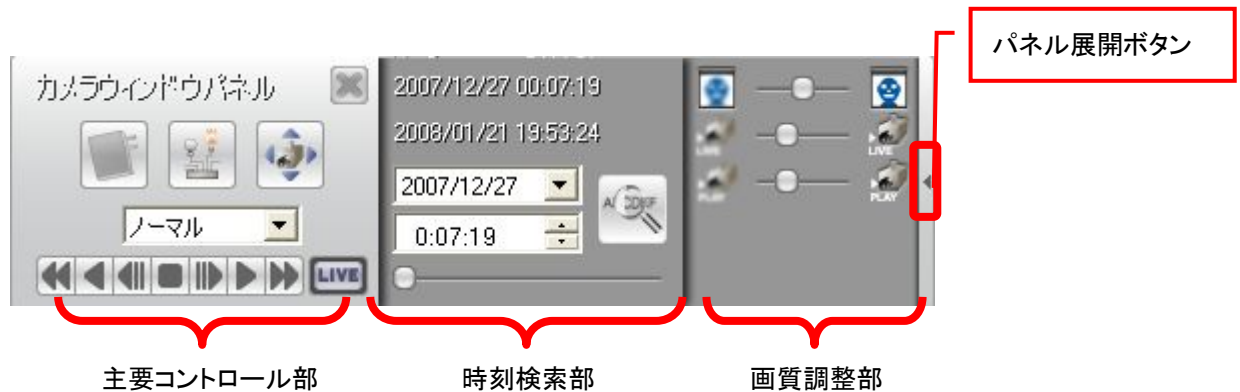 パネル展開ボタン
カメラウィンドウパネル
ノーマル
LIVE
2007/12/27 00:07:19
2008/01/21 19:53:24
2007/12/27
0:07:19
LIVE
LIVE
PLAY
PLAY
主要コントロール部
時刻検索部
画質調整部